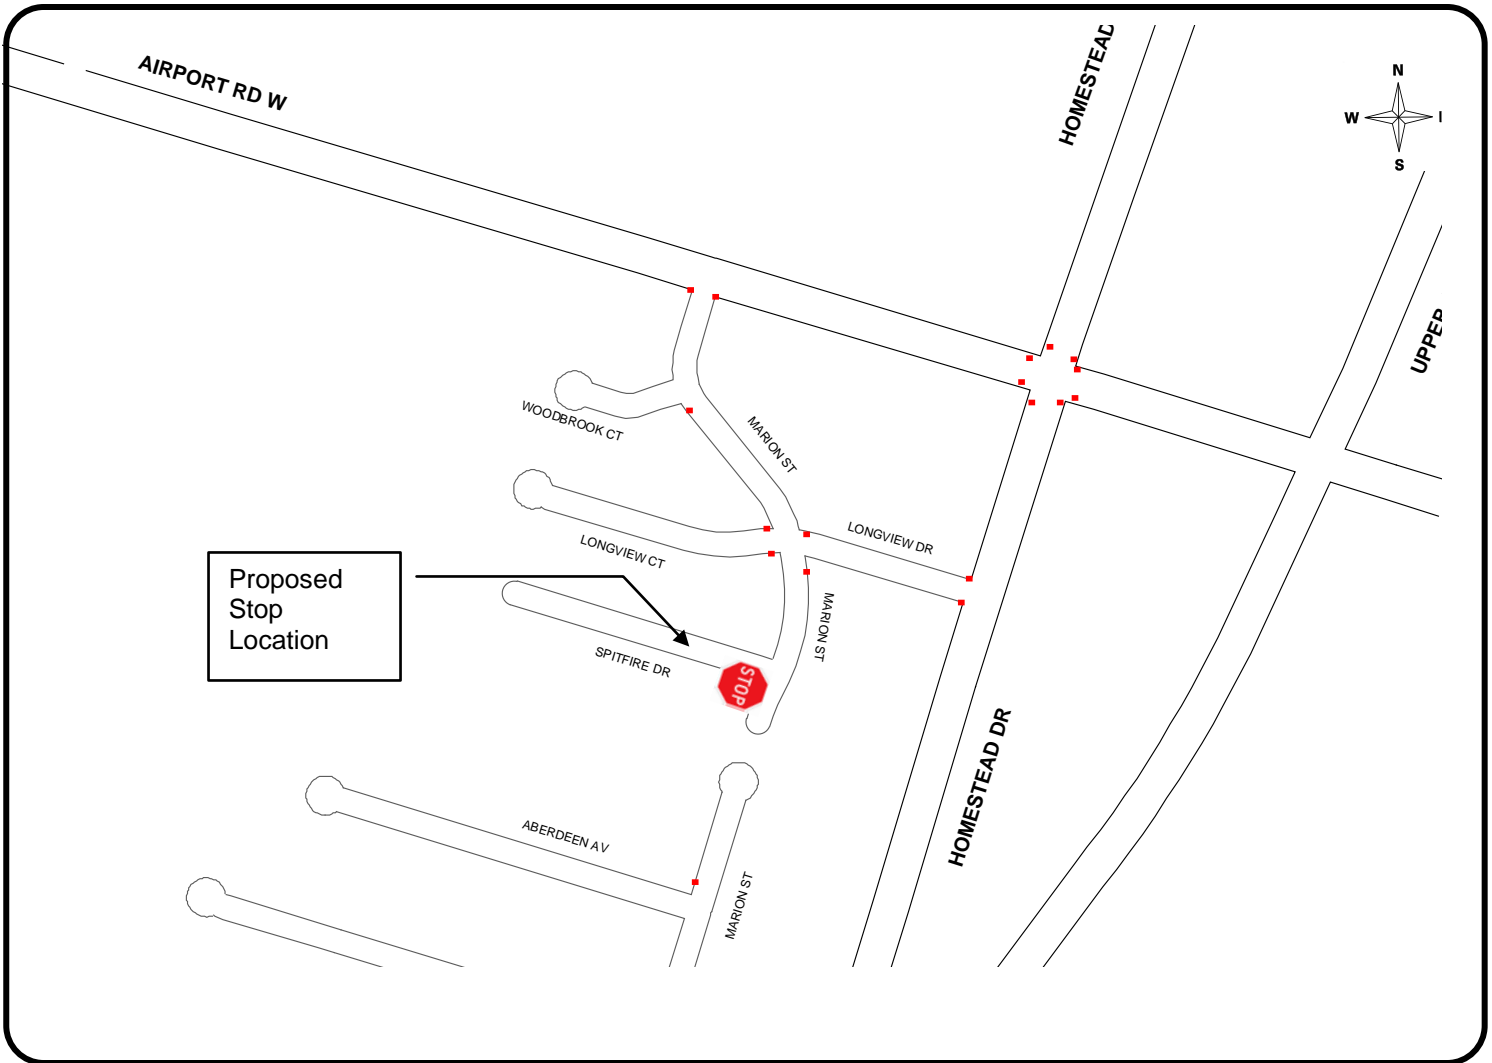 AIRPORT RD W
HOMESTEAD
N
W
S
UPPER
WOODBROOK CT
MARION ST
LONGVIEW DR
LONGVIEW CT
Proposed
Stop
Location
MARION ST
SPITFIRE DR
STOP
HOMESTEAD DR
ABERDEEN AV
MARION ST